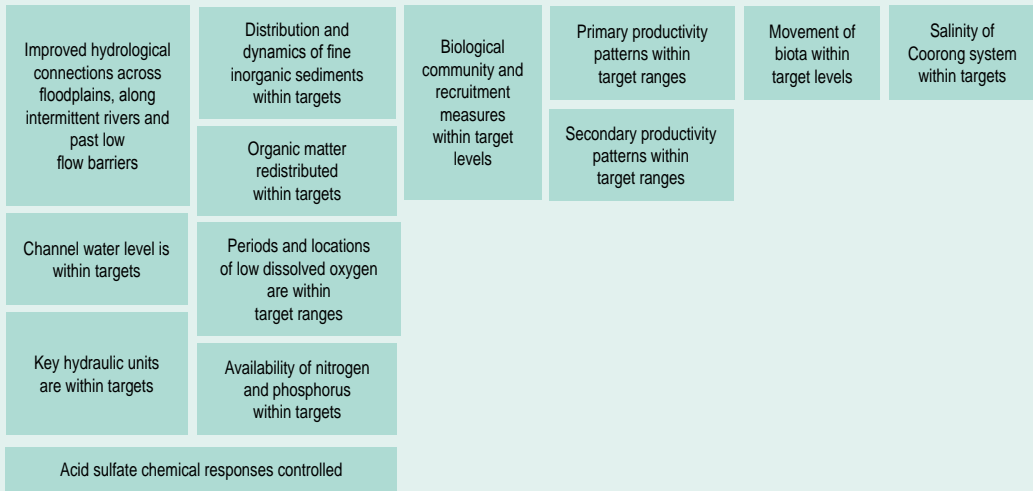 Improved hydrological
connections across
floodplains, along
intermittent rivers and
past low
flow barriers
Channel water level is
within targets
Key hydraulic units
are within targets
Distribution and
dynamics of fine
inorganic sediments
within targets
Organic matter
redistributed
within targets
Periods and locations
of low dissolved oxygen
are within
target ranges
Availability of nitrogen
and phosphorus
within targets
Acid sulfate chemical responses controlled
Biological
community and
recruitment
measures
within target
levels
Primary productivity
patterns within
target ranges
Secondary productivity
patterns within
target ranges
Movement of
biota within
target levels
Salinity of
Coorong system
within targets